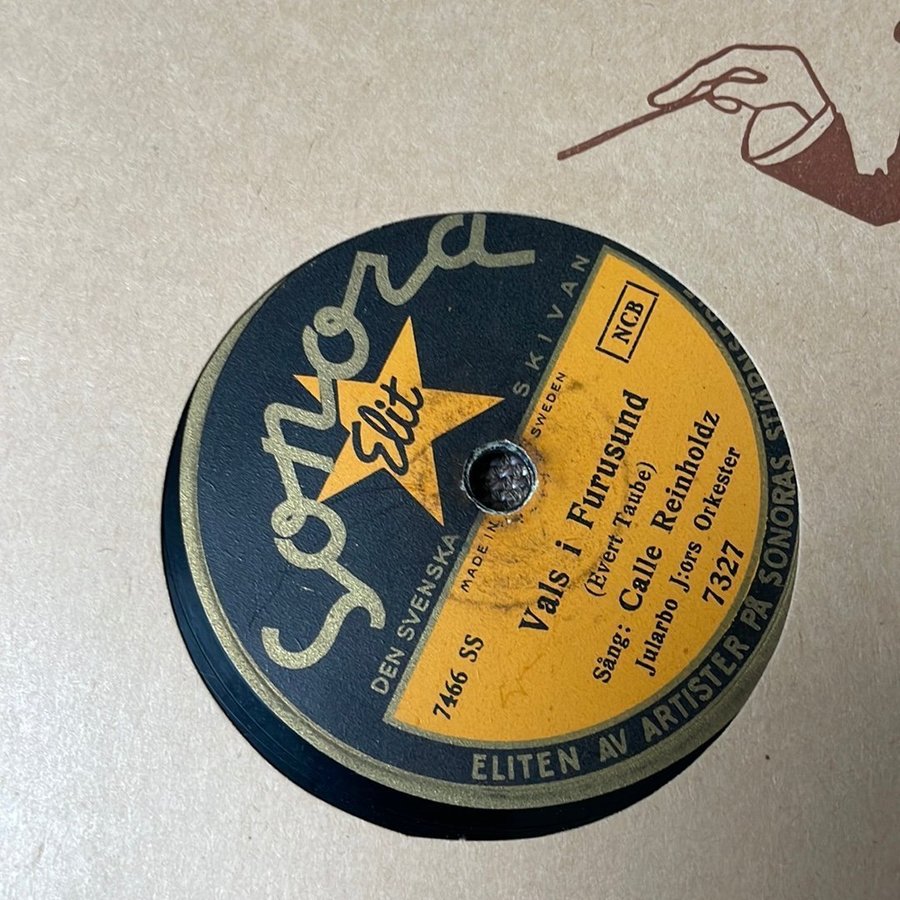 Sonora
Elit
DEN SVENSKA SKIVAN
MADE IN SWEDEN
NCB
7466 SS
Vals i Furusund
(Evert Taube)
Sång: Calle Reinholdz
Jularbo J:ors Orkester
7327
ELITEN AV ARTISTER PÅ SONORAS